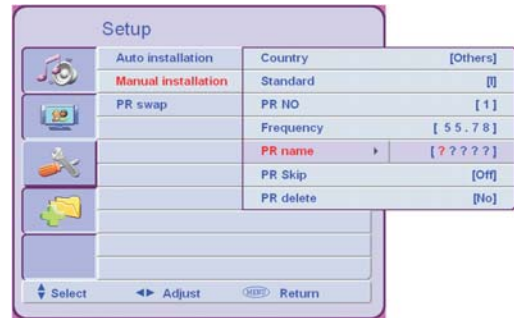 Setup
Auto installation
Manual installation
PR swap
Country [Others]
Standard [I]
PR NO [ 1 ]
Frequency [ 55.78]
PR name [?????]
PR Skip [Off]
PR delete [No]
Select Adjust MENU Return